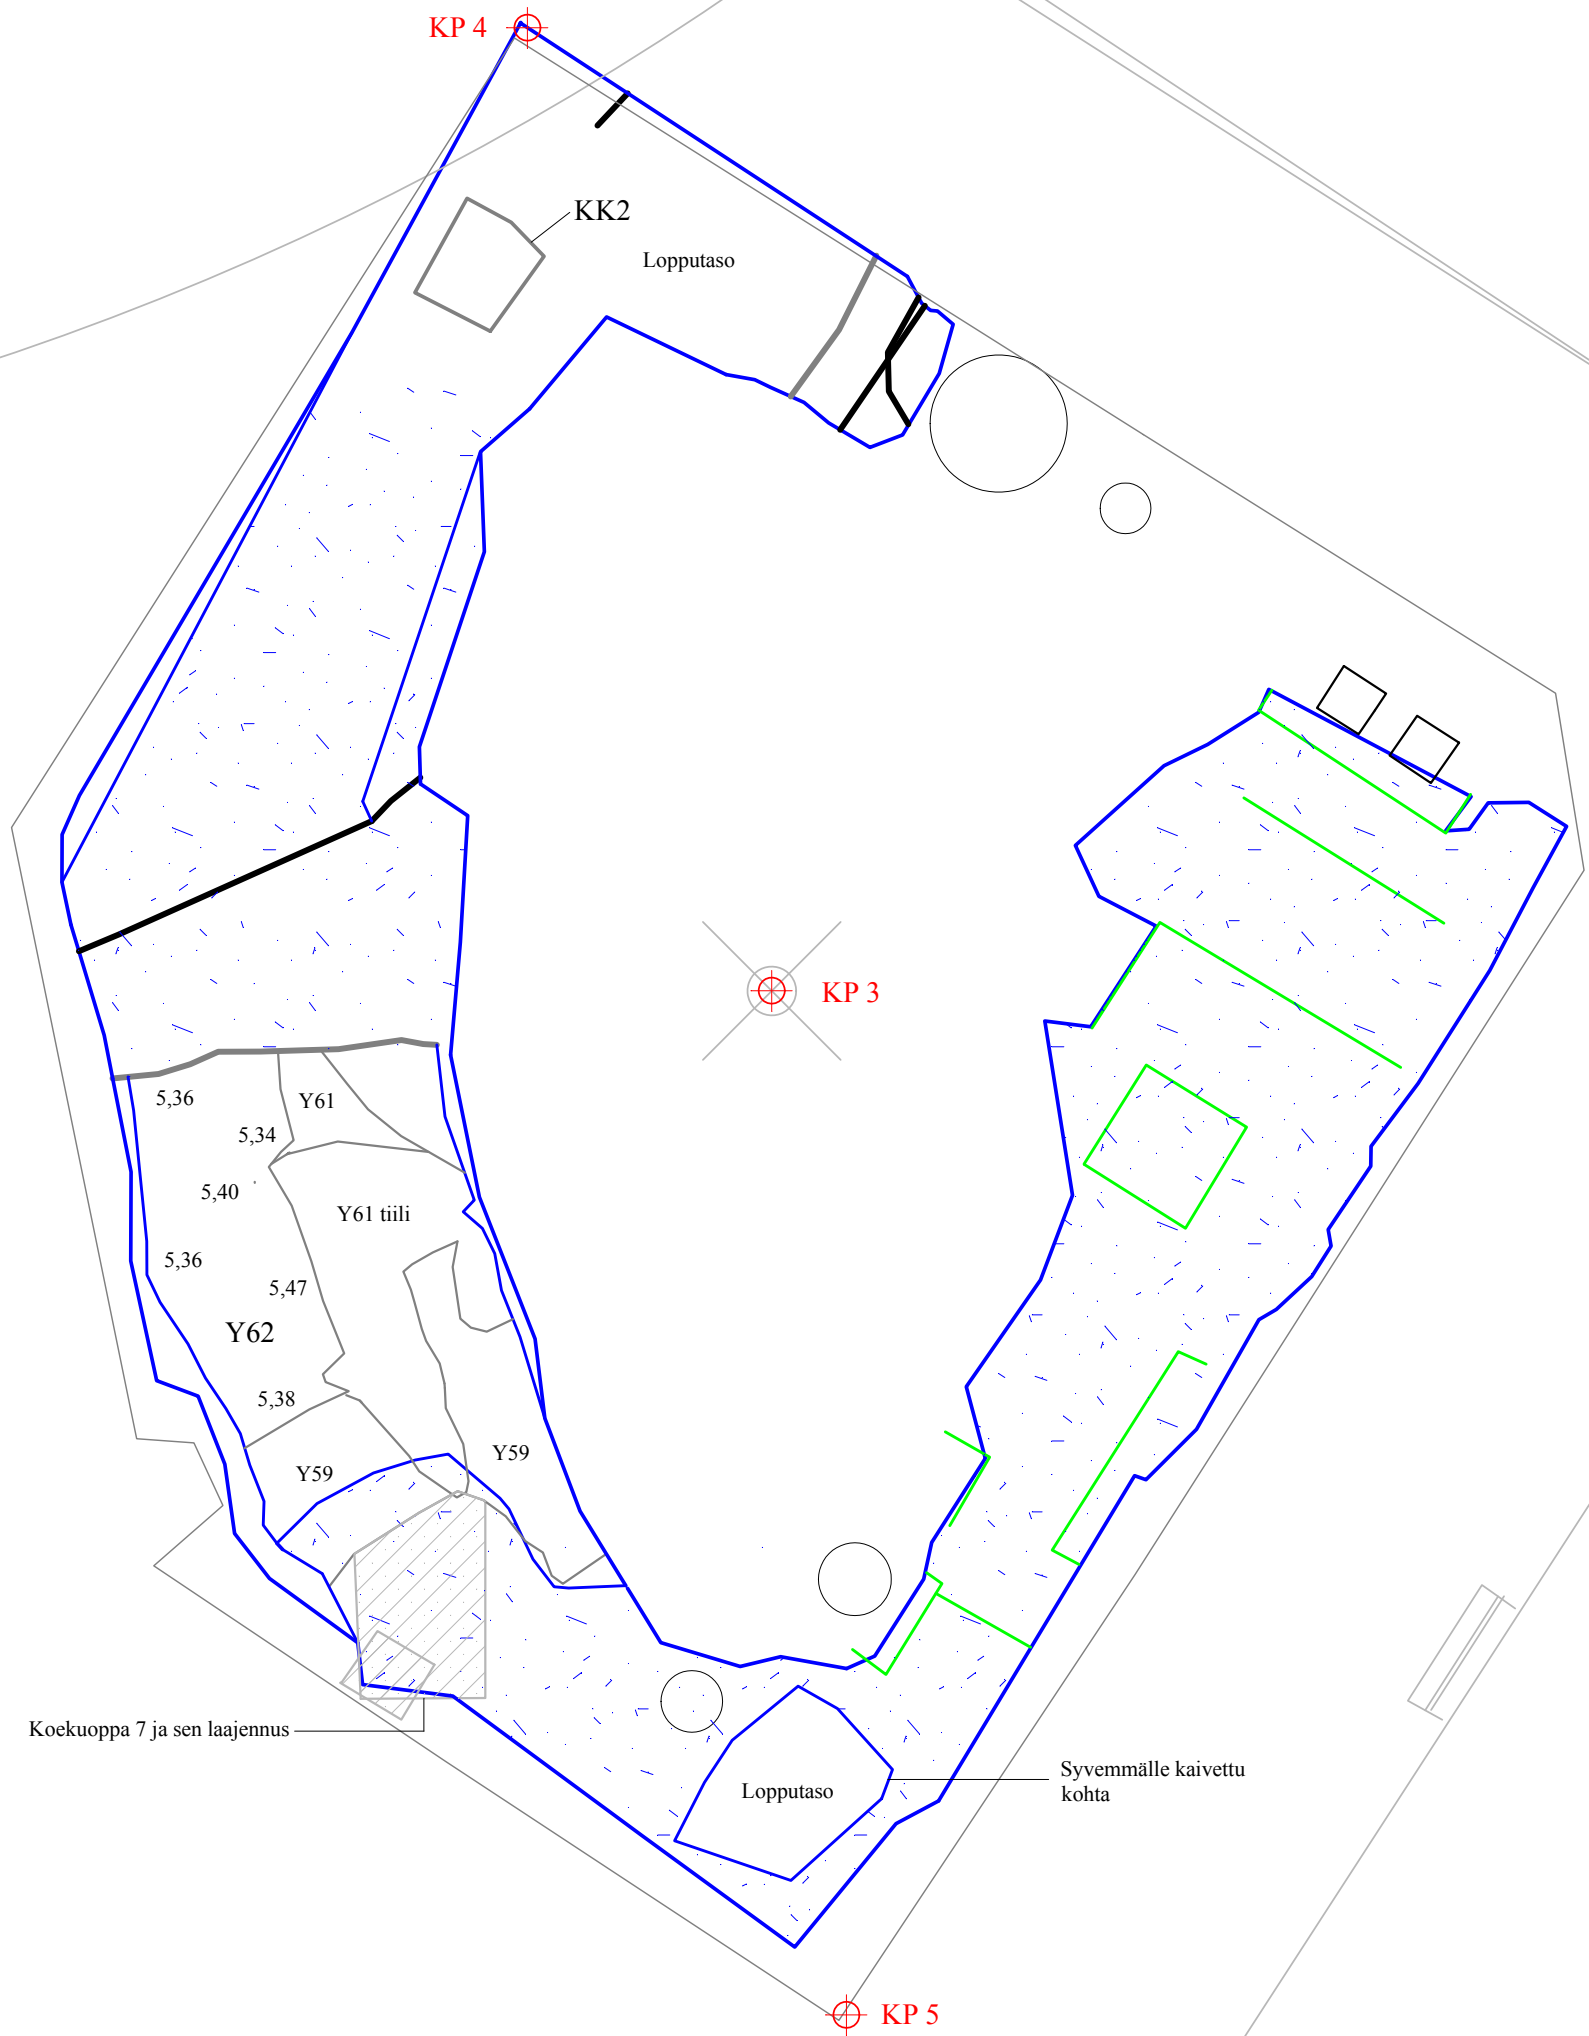 KP 4
KK2
Lopputaso
KP 3
5,36
Y61
5,34
5,40
Y61 tiili
5,36
5,47
Y62
5,38
Y59
Y59
Koekuoppa 7 ja sen laajennus
Syvemmälle kaivettu
kohta
Lopputaso
KP 5